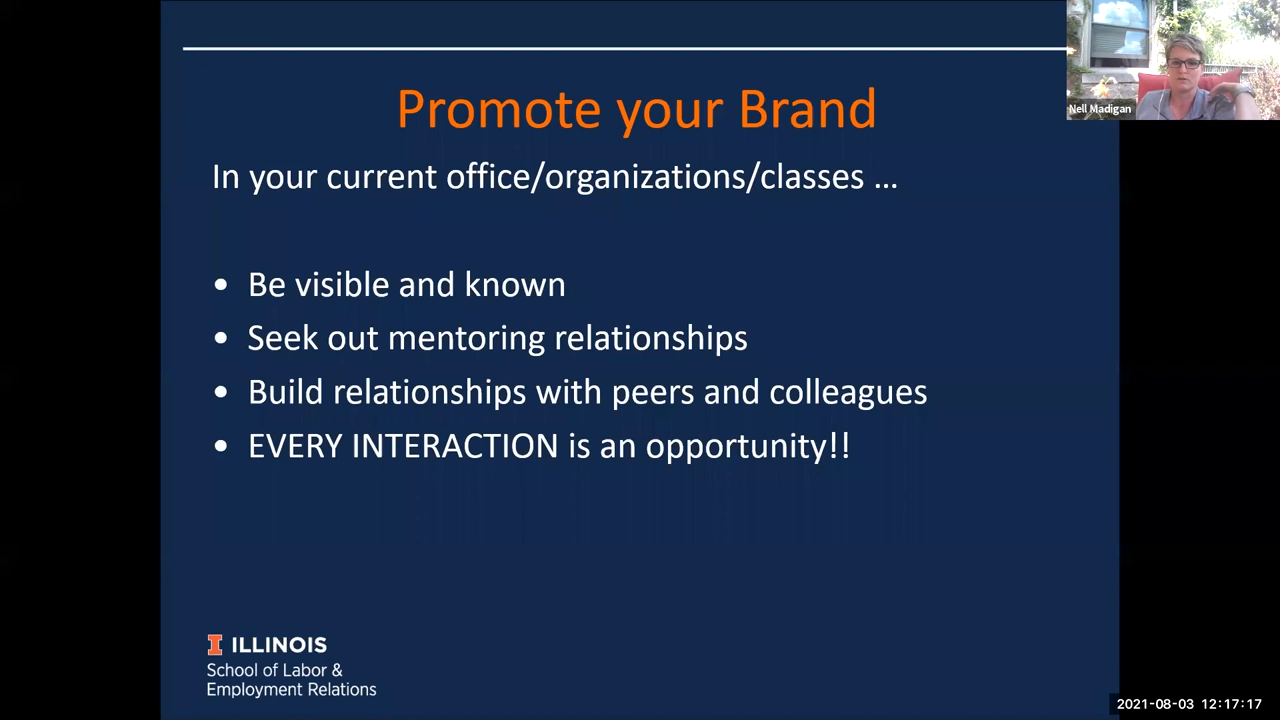 Promote your Brand
Nell Madigan
In your current office/organizations/classes ...
• Be visible and known
• Seek out mentoring relationships
• Build relationships with peers and colleagues
• EVERY INTERACTION is an opportunity!!
I ILLINOIS
School of Labor &
Employment Relations
2021-08-03 12:17:17